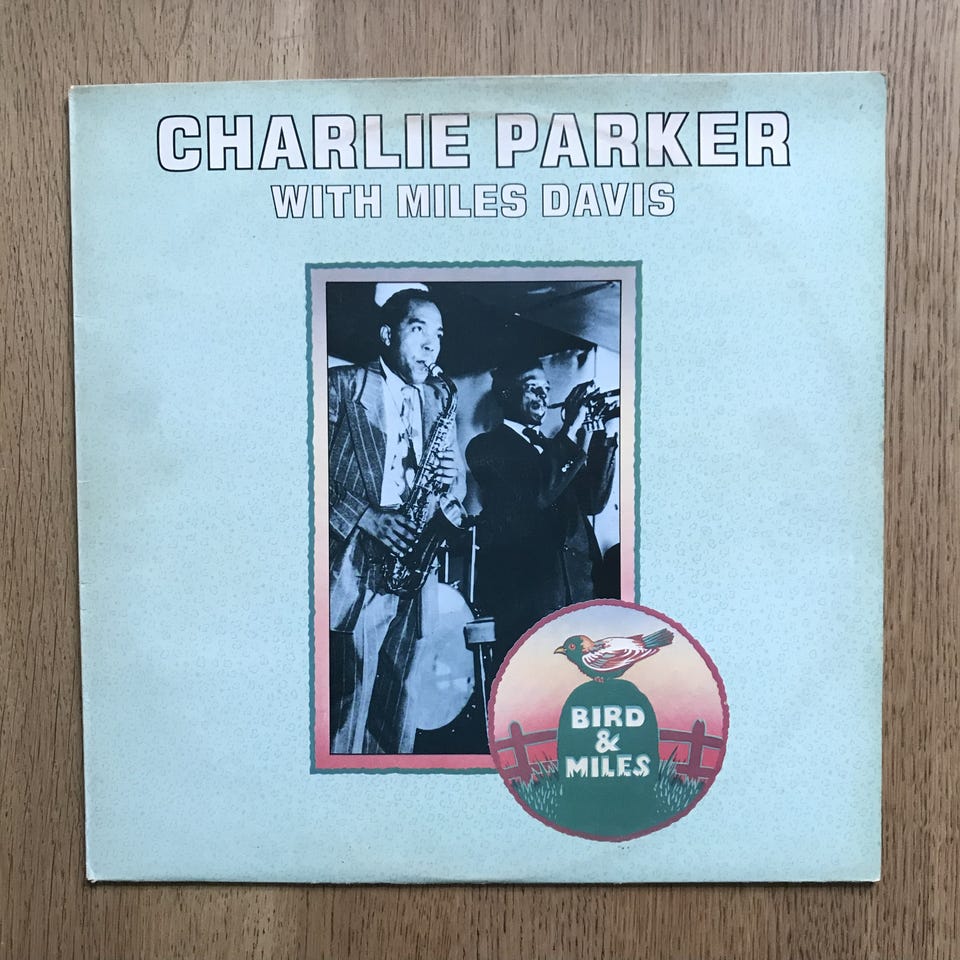 CHARLIE PARKER
WITH MILES DAVIS
BIRD
&
MILES